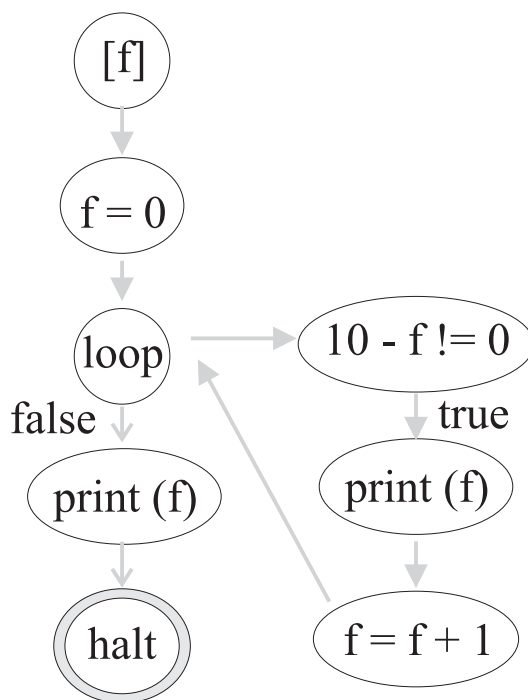 [f]
f = 0
loop
10 - f != 0
false
true
print (f)
print (f)
halt
f = f + 1